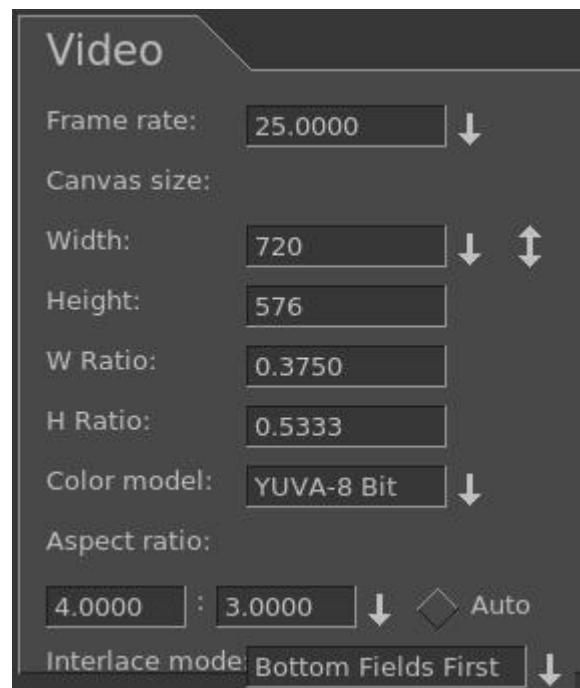 Video
Frame rate: 25.0000
Canvas size:
Width: 720
Height: 576
W Ratio: 0.3750
H Ratio: 0.5333
Color model: YUVA-8 Bit
Aspect ratio:
4.0000 : 3.0000 Auto
Interlace mode: Bottom Fields First